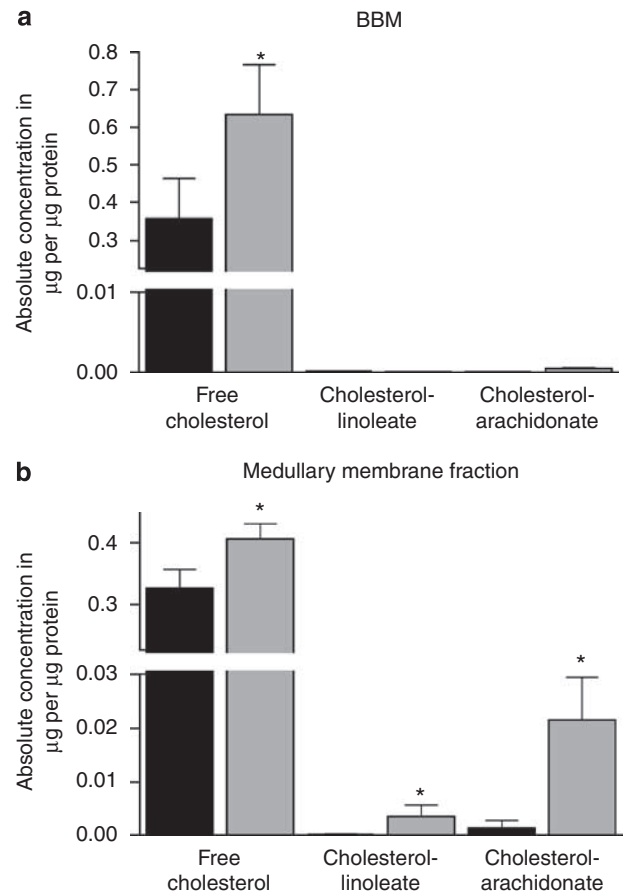 a
BBM
Absolute concentration in
μg per μg protein
0.8
0.7
0.6
0.5
0.4
0.3
0.01
0.00
*
Free
cholesterol
Cholesterol-
linoleate
Cholesterol-
arachidonate
b
Medullary membrane fraction
Absolute concentration in
μg per μg protein
0.4
0.3
0.03
0.02
0.01
0.00
*
*
*
Free
cholesterol
Cholesterol-
linoleate
Cholesterol-
arachidonate